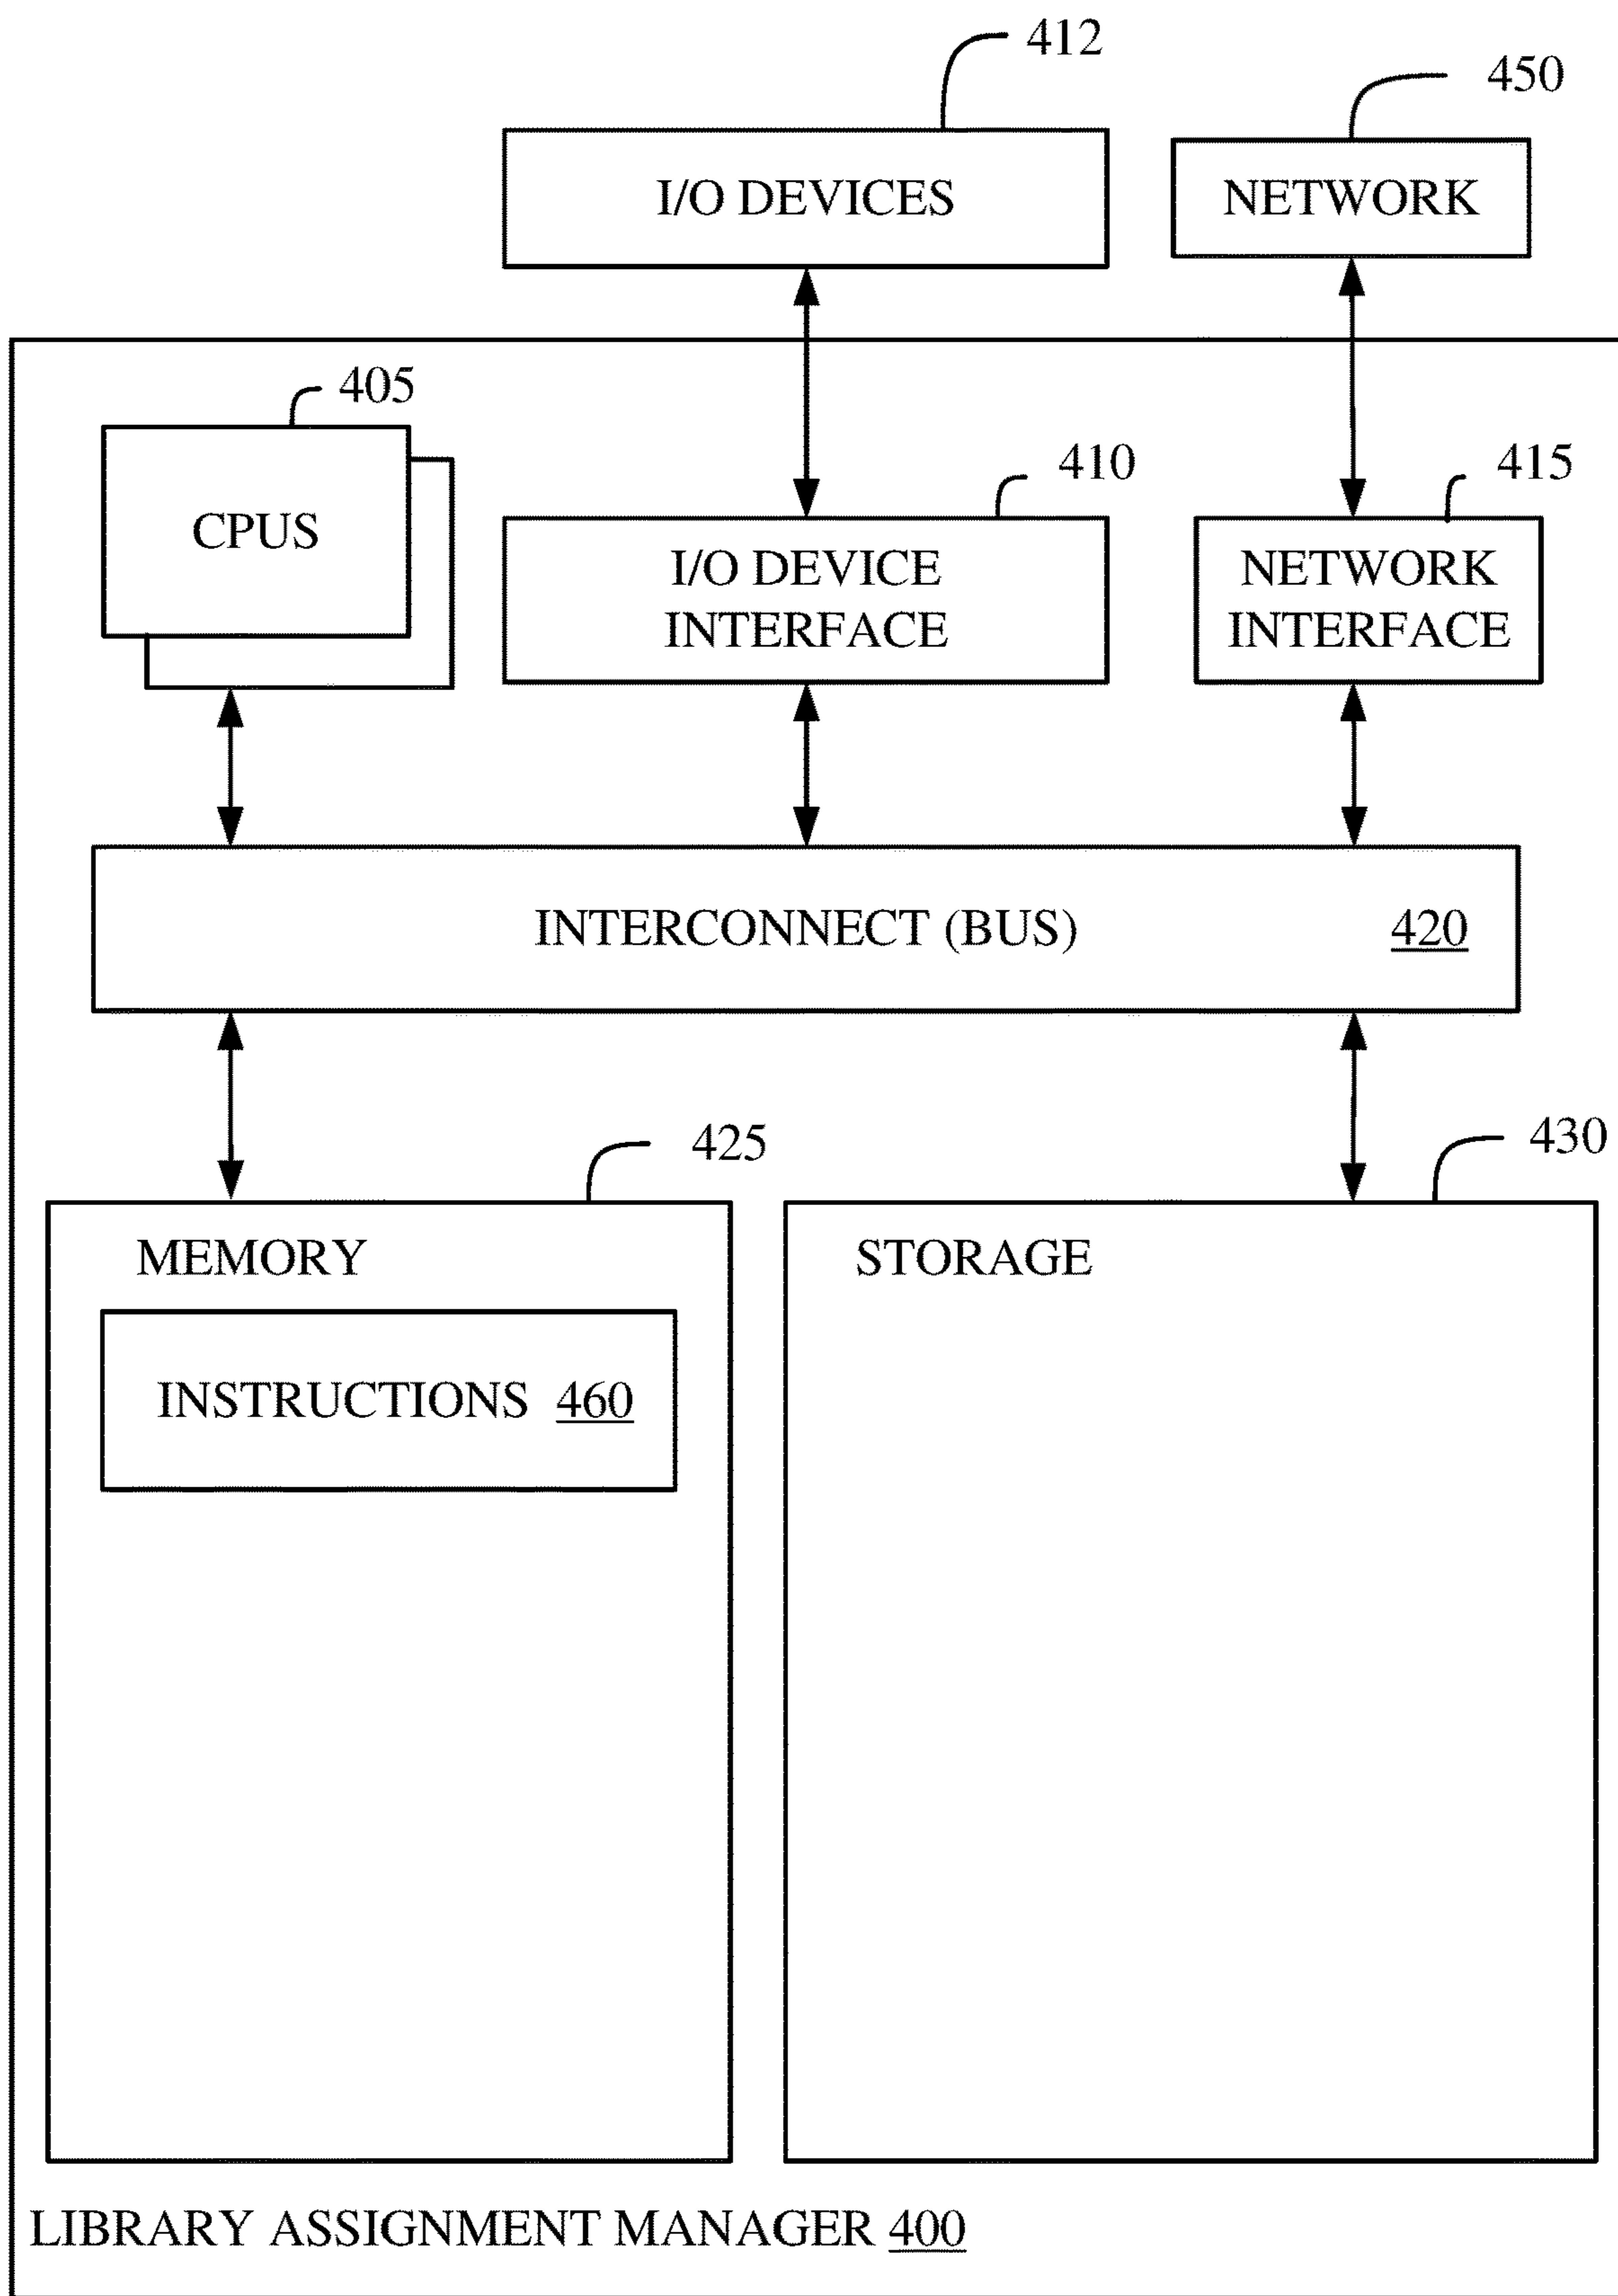 412
450
I/O DEVICES
NETWORK
405
410
415
CPUS
I/O DEVICE
INTERFACE
NETWORK
INTERFACE
INTERCONNECT (BUS) 420
425
430
MEMORY
STORAGE
INSTRUCTIONS 460
LIBRARY ASSIGNMENT MANAGER 400